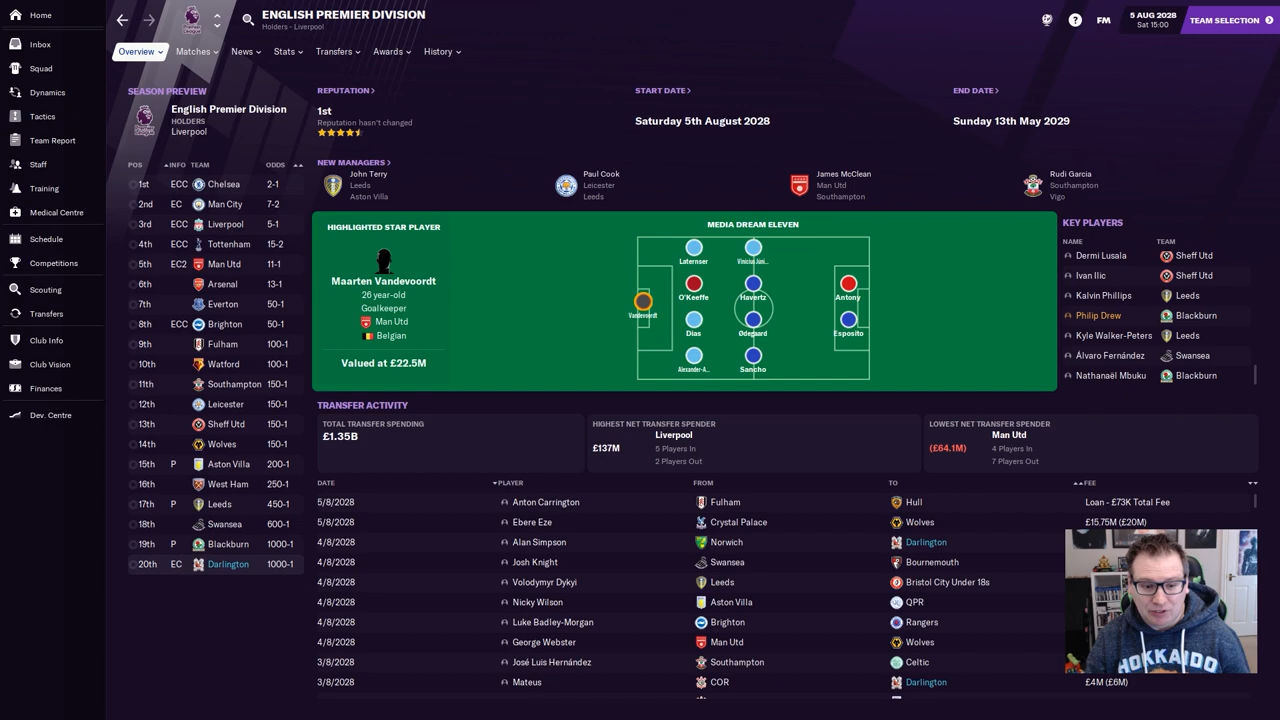 Home
ENGLISH PREMIER DIVISION
Holders - Liverpool
?
FM
5 AUG 2028
Sat 15:00
TEAM SELECTION
Overview
Matches
News
Stats
Transfers
Awards
History
Inbox
Squad
Dynamics
Tactics
Team Report
Staff
Training
Medical Centre
Schedule
Competitions
Scouting
Transfers
Club Info
Club Vision
Finances
Dev. Centre
SEASON PREVIEW
English Premier Division
HOLDERS
Liverpool
POS INFO TEAM ODDS
1st ECC Chelsea 2-1
2nd EC Man City 7-2
3rd ECC Liverpool 5-1
4th ECC Tottenham 15-2
5th EC2 Man Utd 11-1
6th Arsenal 13-1
7th Everton 50-1
8th ECC Brighton 50-1
9th Fulham 100-1
10th Watford 100-1
11th Southampton 150-1
12th Leicester 150-1
13th Sheff Utd 150-1
14th Wolves 150-1
15th P Aston Villa 200-1
16th West Ham 250-1
17th P Leeds 450-1
18th Swansea 600-1
19th P Blackburn 1000-1
20th EC Darlington 1000-1
REPUTATION
1st
Reputation hasn't changed
START DATE
Saturday 5th August 2028
END DATE
Sunday 13th May 2029
NEW MANAGERS
John Terry
Leeds
Aston Villa
Paul Cook
Leicester
Leeds
James McClean
Man Utd
Southampton
Rudi Garcia
Southampton
Vigo
HIGHLIGHTED STAR PLAYER
Maarten Vandevoordt
26 year-old
Goalkeeper
Man Utd
Belgian
Valued at £22.5M
MEDIA DREAM ELEVEN
Laternser
Vinícius Júni...
O'Keeffe
Havertz
Antony
Vandevoordt
Dias
Ødegaard
Esposito
Alexander-A...
Sancho
KEY PLAYERS
NAME TEAM
Dermi Lusala Sheff Utd
Ivan Ilic Sheff Utd
Kalvin Phillips Leeds
Philip Drew Blackburn
Kyle Walker-Peters Leeds
Álvaro Fernández Swansea
Nathanaël Mbuku Blackburn
TRANSFER ACTIVITY
TOTAL TRANSFER SPENDING
£1.35B
HIGHEST NET TRANSFER SPENDER
£137M
Liverpool
5 Players In
2 Players Out
LOWEST NET TRANSFER SPENDER
(£64.1M)
Man Utd
4 Players In
7 Players Out
DATE PLAYER FROM TO FEE
5/8/2028 Anton Carrington Fulham Hull Loan - £73K Total Fee
5/8/2028 Ebere Eze Crystal Palace Wolves £15.75M (£20M)
4/8/2028 Alan Simpson Norwich Darlington
4/8/2028 Josh Knight Swansea Bournemouth
4/8/2028 Volodymyr Dykyi Leeds Bristol City Under 18s
4/8/2028 Nicky Wilson Aston Villa QPR
4/8/2028 Luke Badley-Morgan Brighton Rangers
4/8/2028 George Webster Man Utd Wolves
3/8/2028 José Luis Hernández Southampton Celtic
3/8/2028 Mateus COR Darlington £4M (£6M)
HOKKAIDO